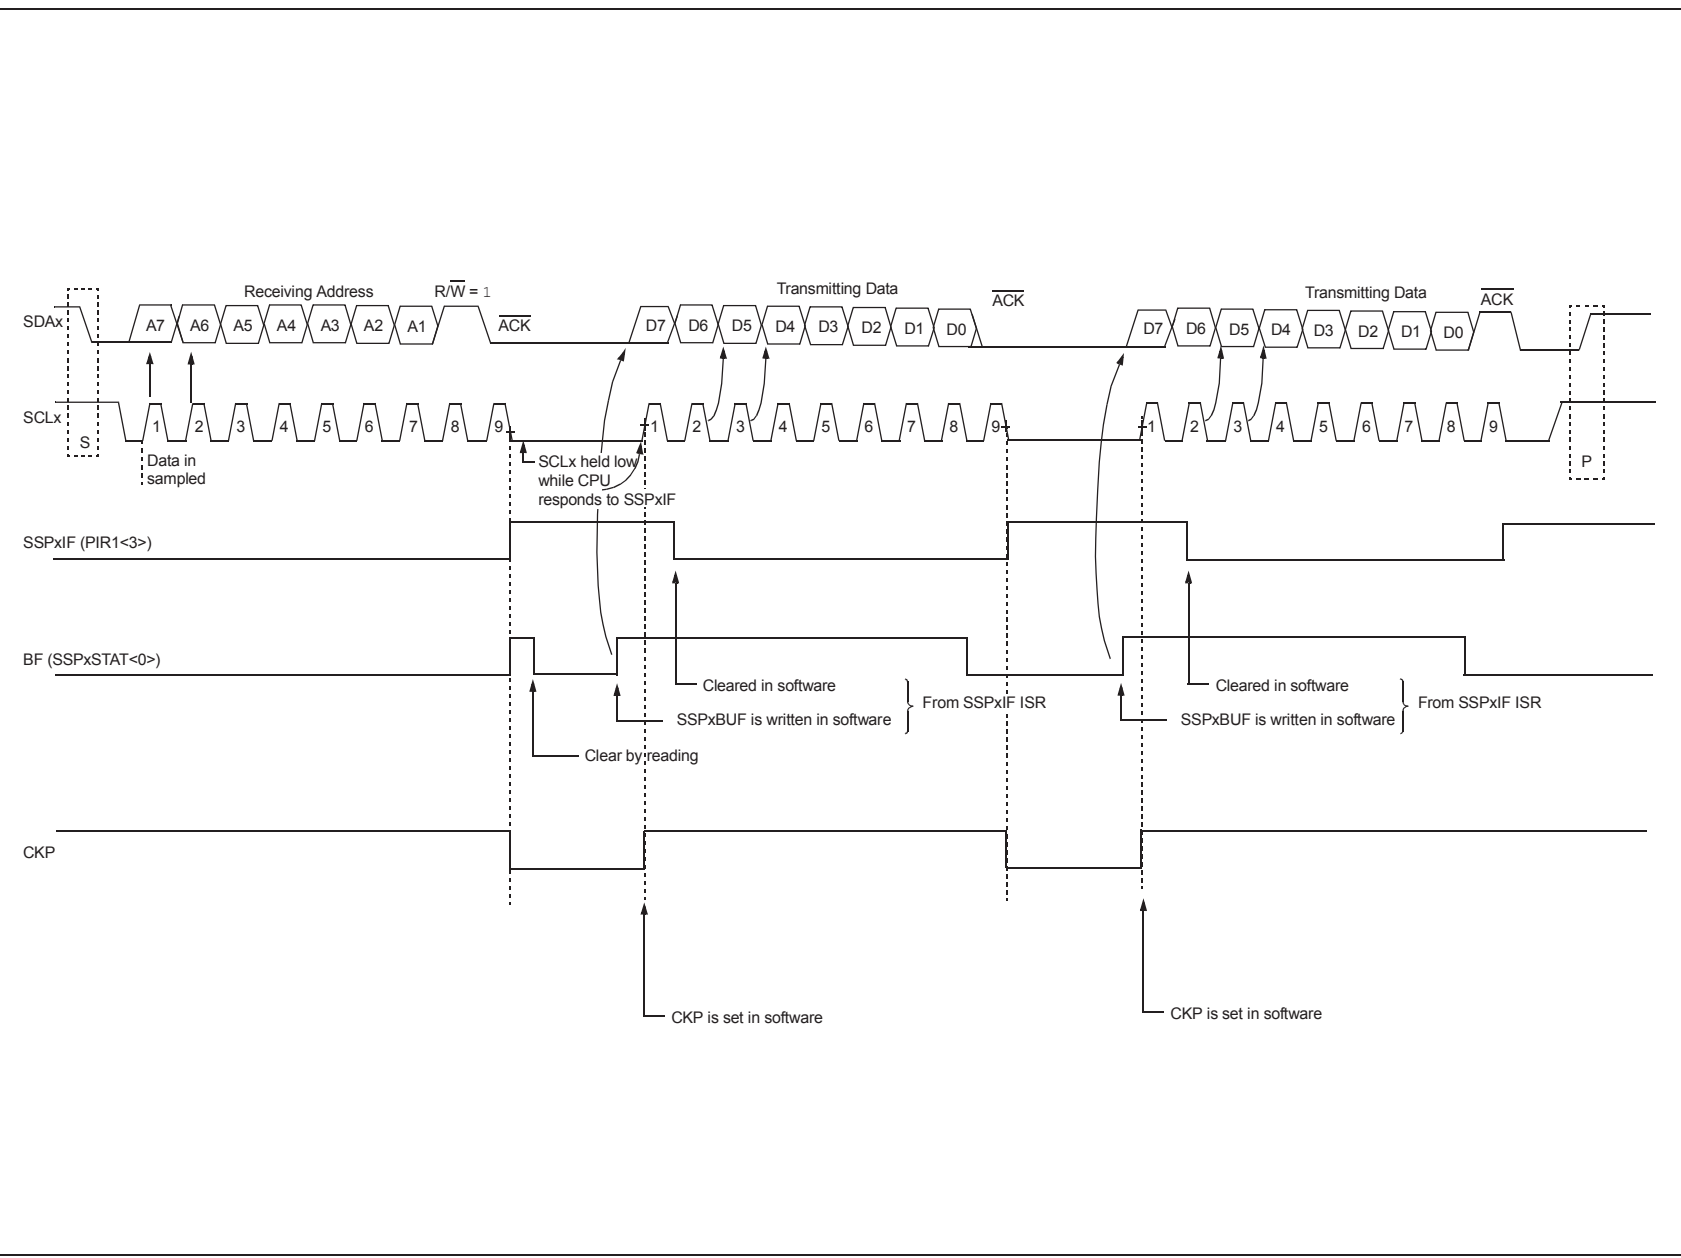 Receiving Address R/W = 1
Transmitting Data
ACK
Transmitting Data
ACK
SDAx A7 A6 A5 A4 A3 A2 A1 ACK D7 D6 D5 D4 D3 D2 D1 D0 D7 D6 D5 D4 D3 D2 D1 D0
SCLx 1 2 3 4 5 6 7 8 9 1 2 3 4 5 6 7 8 9 1 2 3 4 5 6 7 8 9
S
P
Data in
sampled
SCLx held low
while CPU
responds to SSPxIF
SSPxIF (PIR1<3>)
BF (SSPxSTAT<0>)
Cleared in software
SSPxBUF is written in software
From SSPxIF ISR
Clear by reading
Cleared in software
SSPxBUF is written in software
From SSPxIF ISR
CKP
CKP is set in software
CKP is set in software